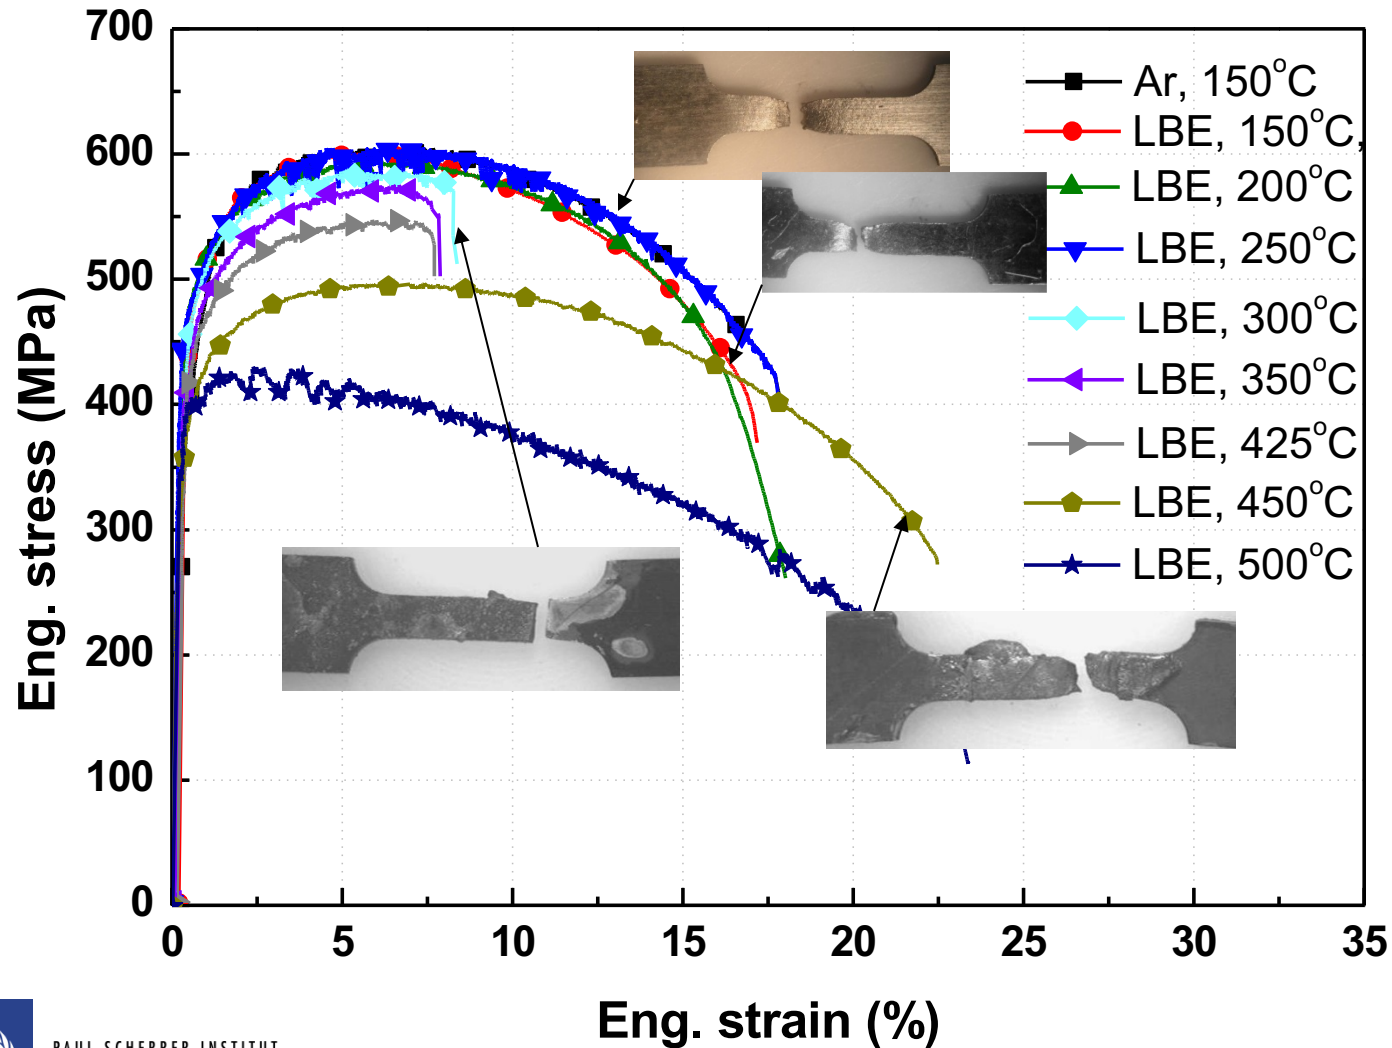 700
600
500
400
300
200
100
0
Eng. stress (MPa)
Ar, 150°C
LBE, 150°C,
LBE, 200°C
LBE, 250°C
LBE, 300°C
LBE, 350°C
LBE, 425°C
LBE, 450°C
LBE, 500°C
0 5 10 15 20 25 30 35
Eng. strain (%)
PAUL SCHERRER INSTITUT